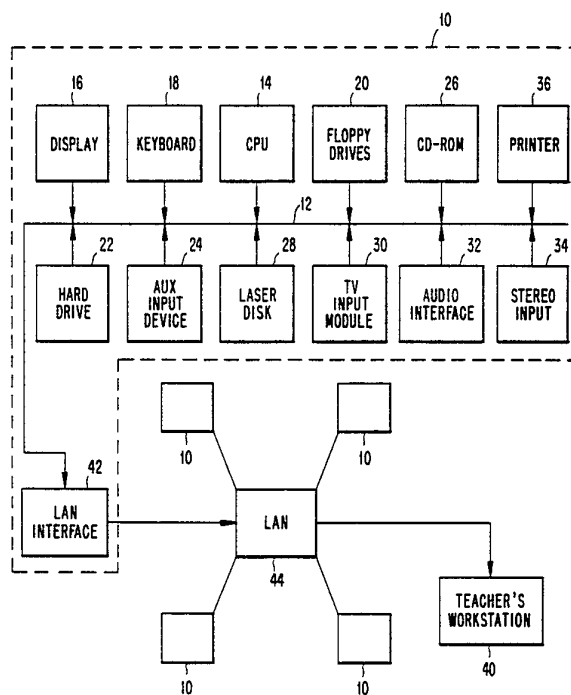 10
16 18 14 20 26 36
DISPLAY KEYBOARD CPU FLOPPY DRIVES CD-ROM PRINTER
12
22 24 28 30 32 34
HARD DRIVE AUX INPUT DEVICE LASER DISK TV INPUT MODULE AUDIO INTERFACE STEREO INPUT
10 10
42
LAN INTERFACE
LAN
44
TEACHER'S WORKSTATION
40
10 10